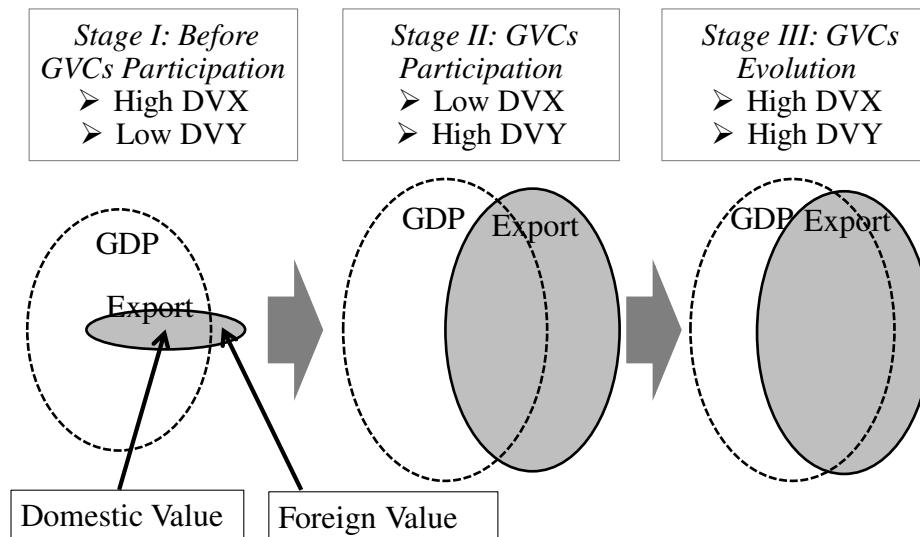 Stage I: Before
GVCs Participation
➢ High DVX
➢ Low DVY
Stage II: GVCs
Participation
➢ Low DVX
➢ High DVY
Stage III: GVCs
Evolution
➢ High DVX
➢ High DVY
GDP
Export
GDP
Export
GDP
Export
Domestic Value
Foreign Value